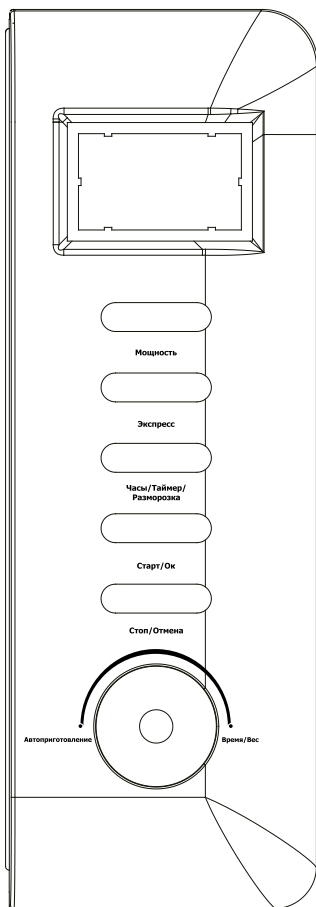 Мощность
Экспресс
Часы/Таймер/
Разморозка
Старт/Ок
Стоп/Отмена
Автоприготовление
Время/Вес